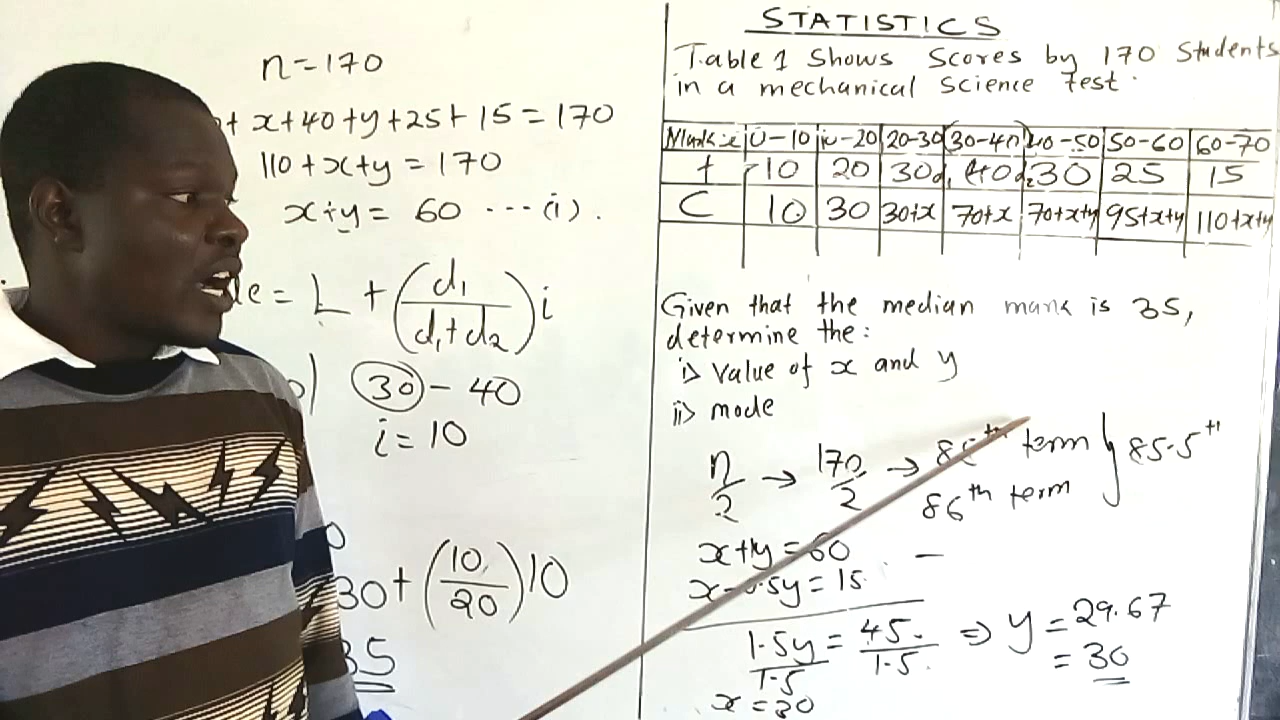 n = 170
+ x + 40 + y + 25 + 15 = 170
110 + x + y = 170
x + y = 60 --- (i).
de = L + (d₁/(d₁ + d₂)) i
30 - 40
i = 10
30 + (10/20) 10
35
STATISTICS
Table 1 Shows Scores by 170 Students
in a mechanical Science Test.
Marks x 0-10 10-20 20-30 30-40 40-50 50-60 60-70
f 10 20 30 d₁ 40 d₂ 30 25 15
C 10 30 30+x 70+x 70+x+y 95+x+y 110+x+y
Given that the median mark is 35,
determine the:
i> value of x and y
ii> mode
n/2 → 170/2 → term } 85.5th
86th term
x + y = 60 —
x - 0.5y = 15
1.5y/1.5 = 45/1.5 ⇒ y = 29.67
= 30
x = 30